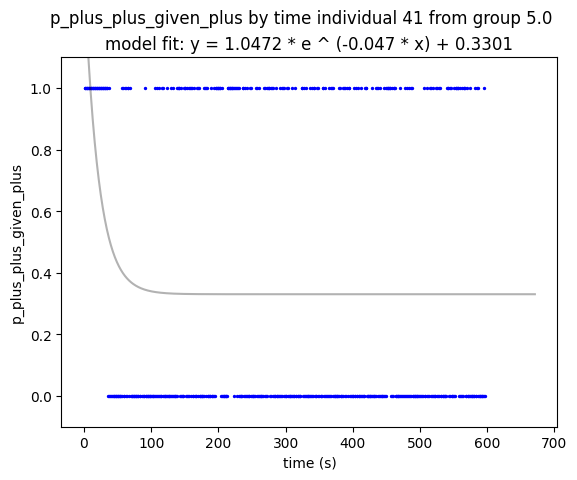 p_plus_plus_given_plus by time individual 41 from group 5.0
model fit: y = 1.0472 * e ^ (-0.047 * x) + 0.3301
1.0
0.8
0.6
0.4
0.2
0.0
p_plus_plus_given_plus
0 100 200 300 400 500 600 700
time (s)